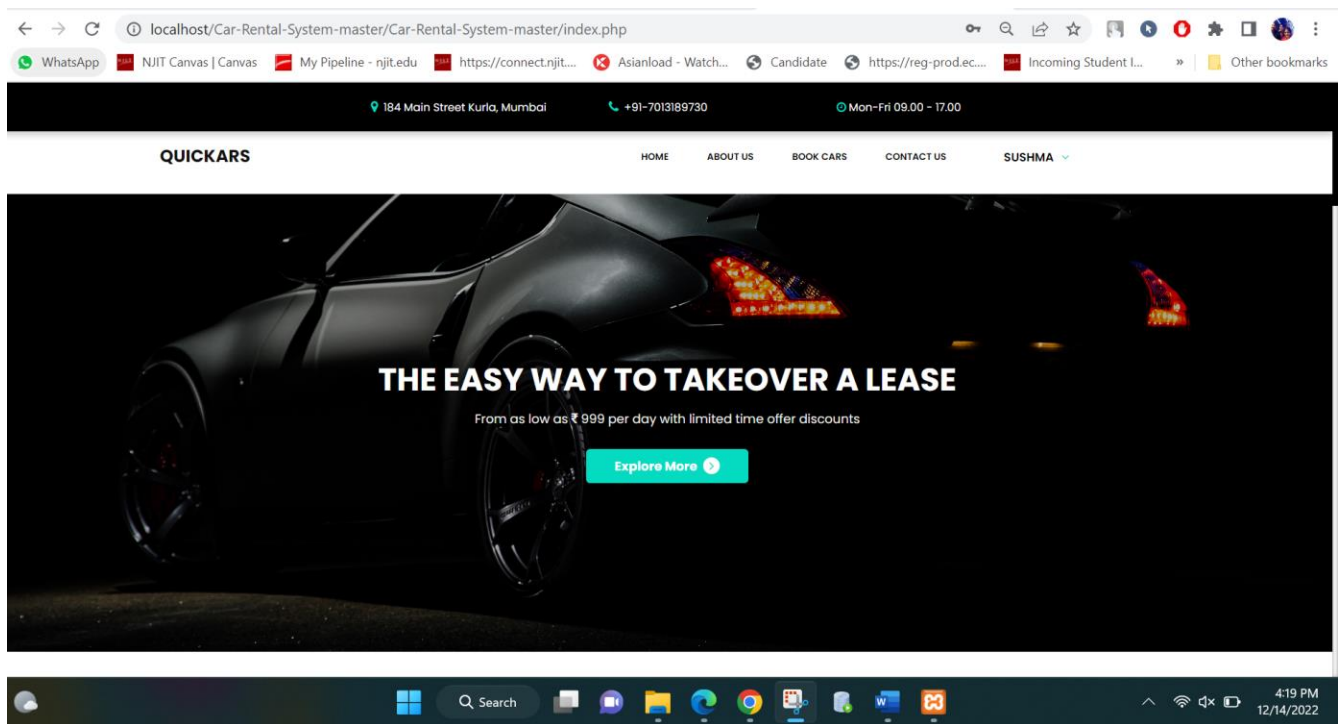 localhost/Car-Rental-System-master/Car-Rental-System-master/index.php
WhatsApp NJIT Canvas | Canvas My Pipeline - njit.edu https://connect.njit.... Asianload - Watch... Candidate https://reg-prod.ec.... Incoming Student I... » Other bookmarks
184 Main Street Kurla, Mumbai +91-7013189730 Mon-Fri 09.00 - 17.00
QUICKARS HOME ABOUT US BOOK CARS CONTACT US SUSHMA
THE EASY WAY TO TAKEOVER A LEASE
From as low as ₹ 999 per day with limited time offer discounts
Explore More
Search
4:19 PM
12/14/2022